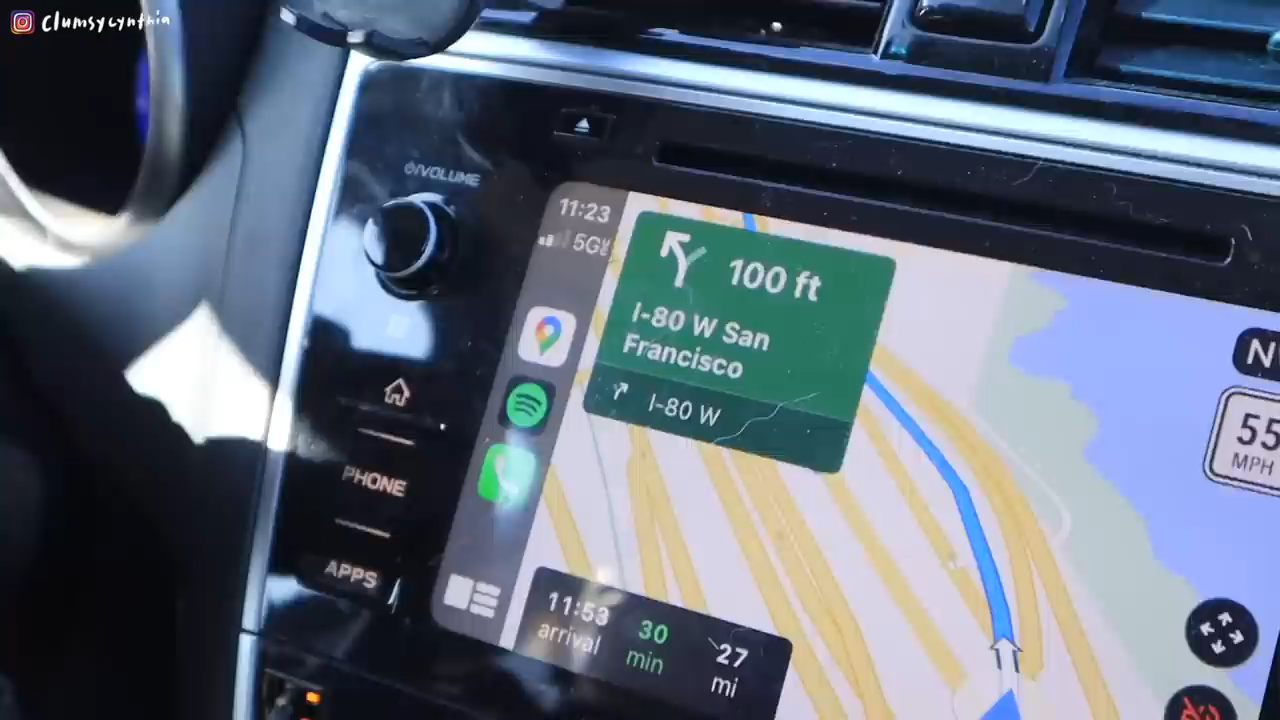 clumsycynthia
VOLUME
11:23
5G
100 ft
I-80 W San
Francisco
I-80 W
55
MPH
PHONE
APPS
11:53
arrival
30
min
27
mi